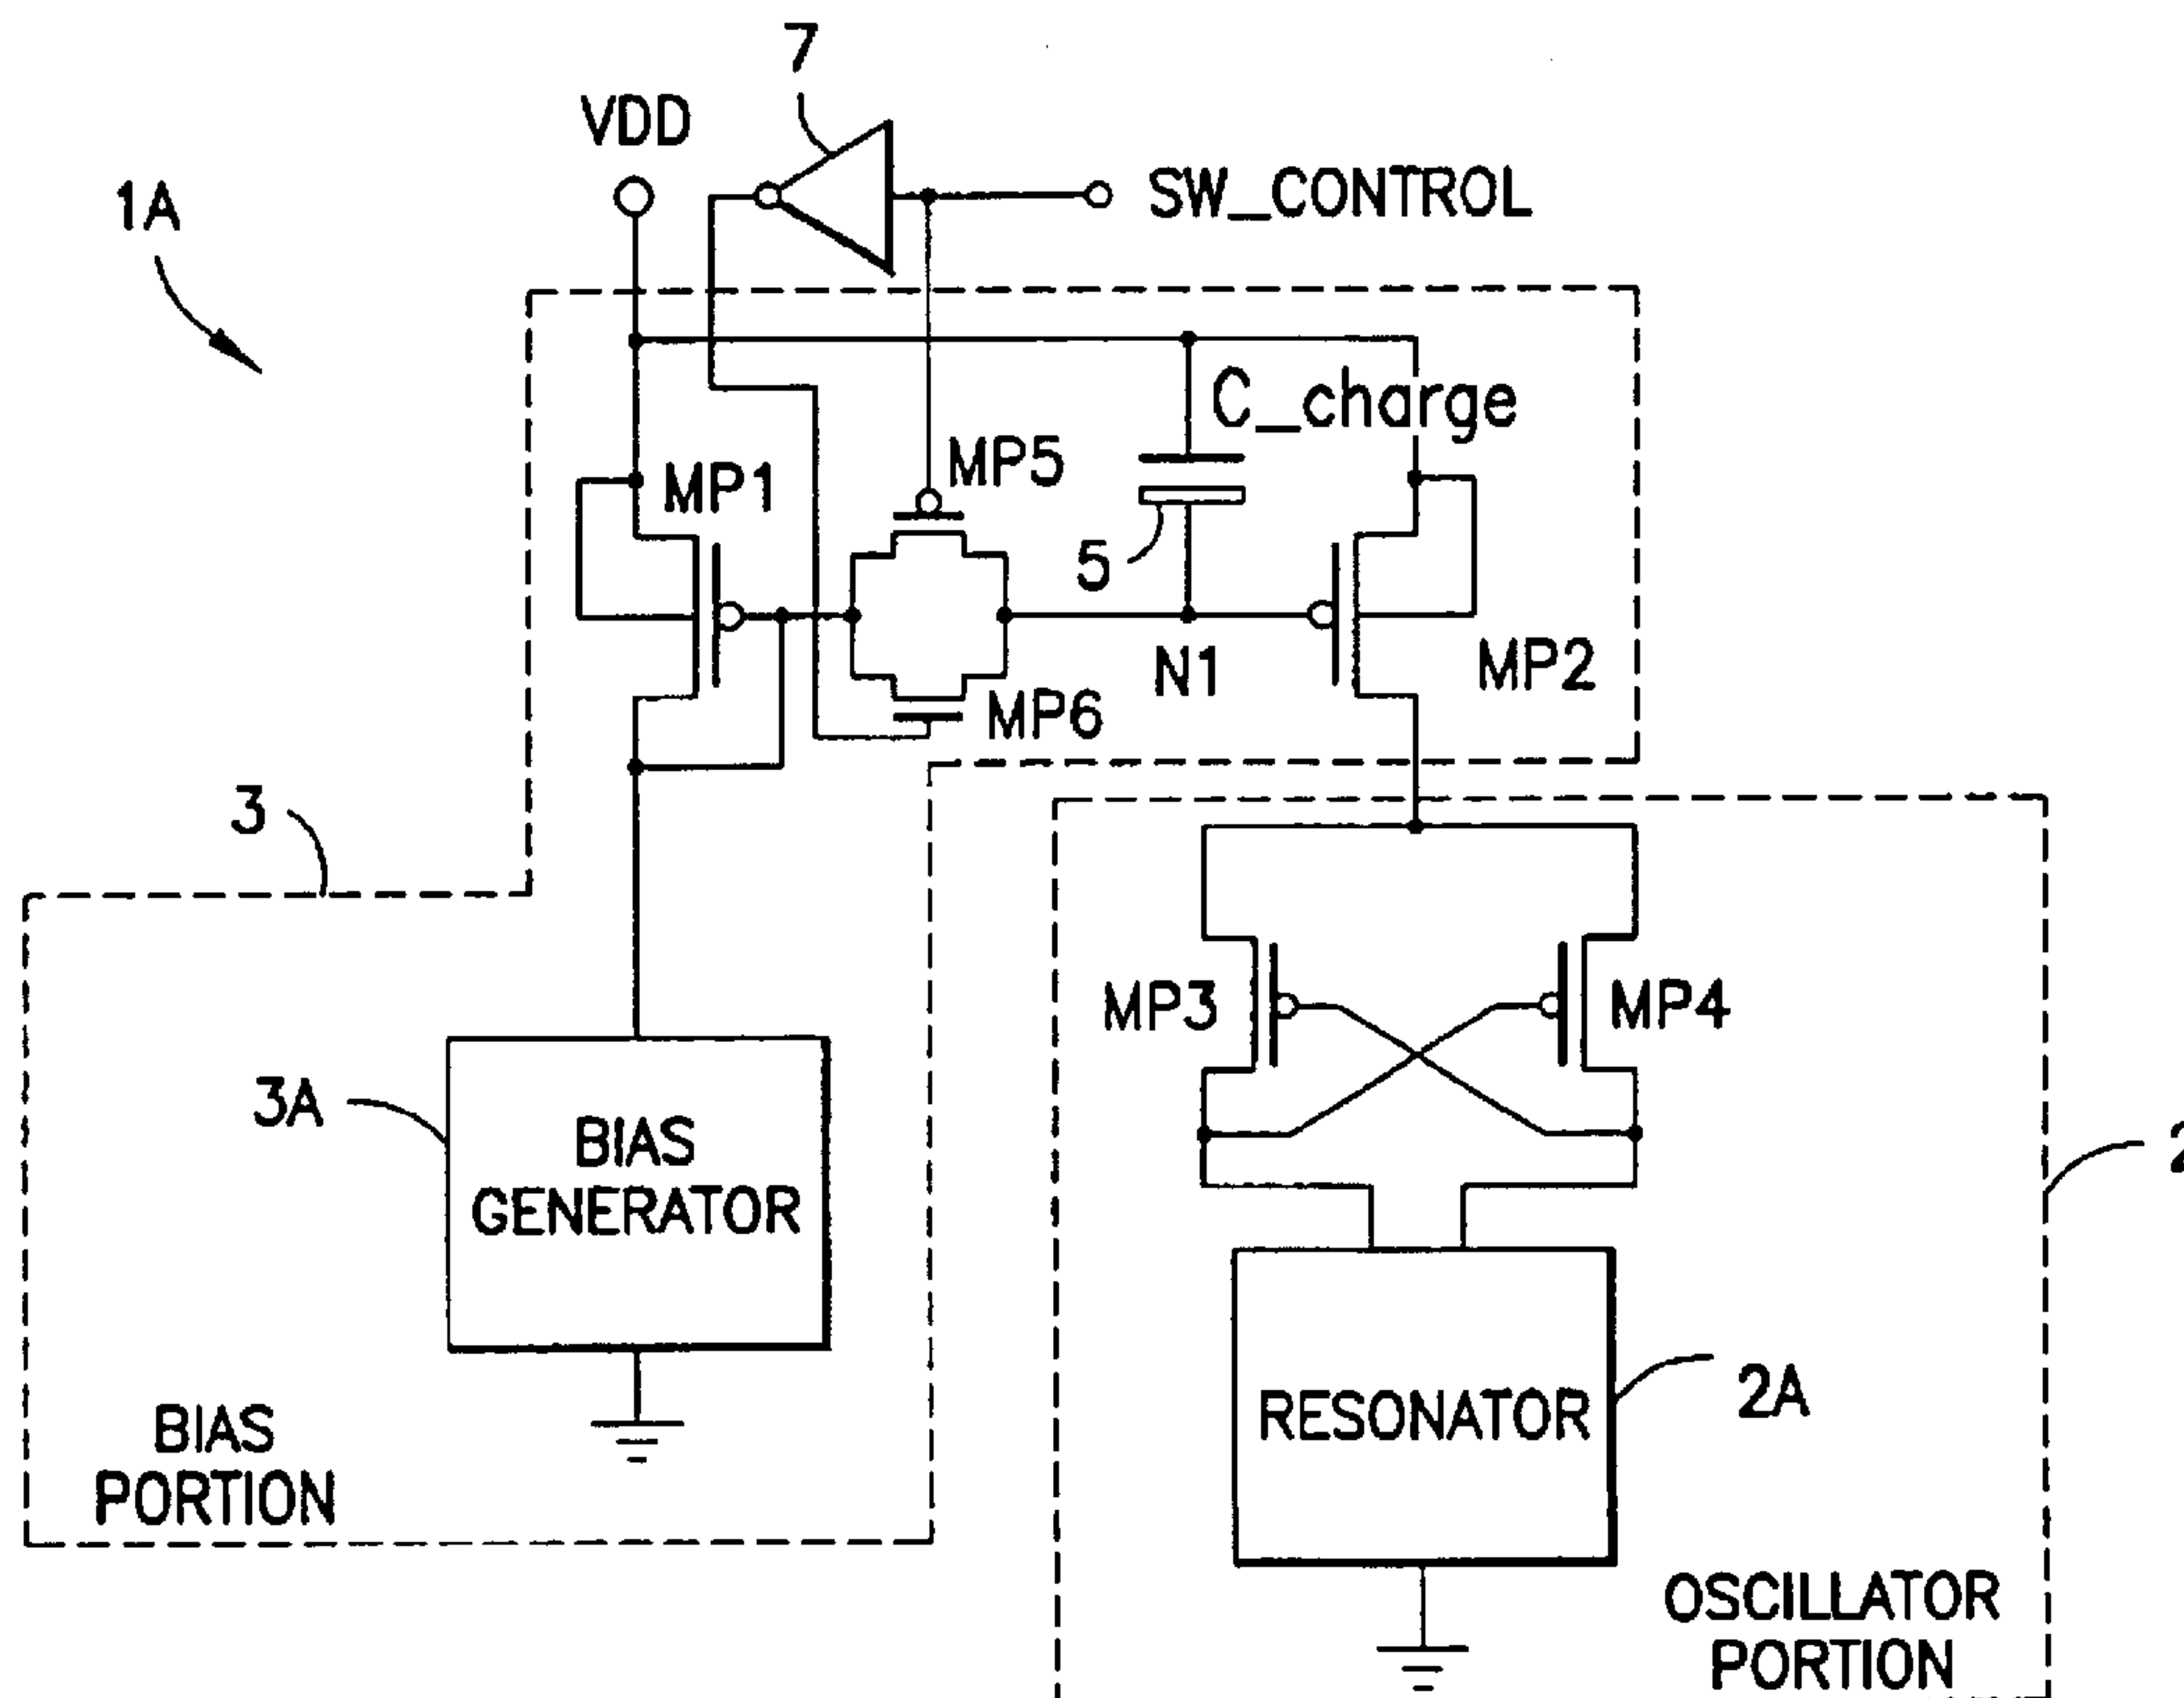 7
VDD
1A
SW_CONTROL
C_charge
MP5
MP1
5
N1
MP2
MP6
3
MP3
MP4
3A
BIAS
GENERATOR
2
RESONATOR
2A
BIAS
PORTION
OSCILLATOR
PORTION